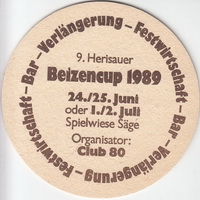 Bar – Verlängerung – Festwirtschaft – Bar – Verlängerung – Festwirtschaft –
9. Herisauer
Beizencup 1989
24./25. Juni
oder 1./2. Juli
Spielwiese Säge
Organisator:
Club 80